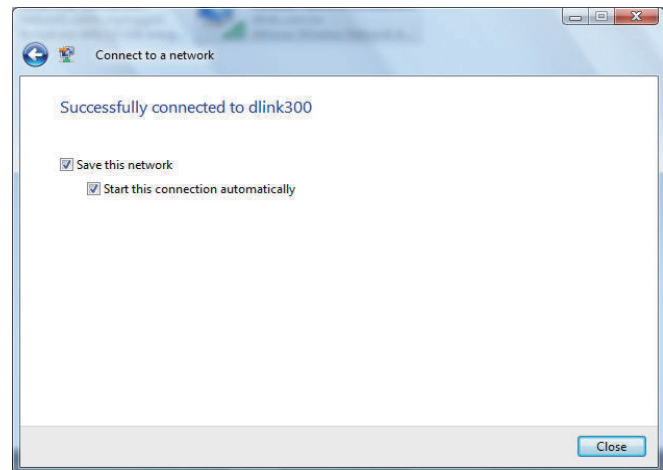 Connect to a network
Successfully connected to dlink300
Save this network
Start this connection automatically
Close